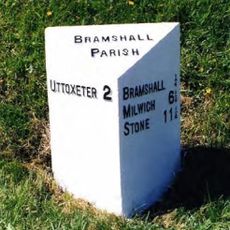 BRAMSHALL
PARISH
UTTOXETER 2
BRAMSHALL
MILWICH 6
STONE 11